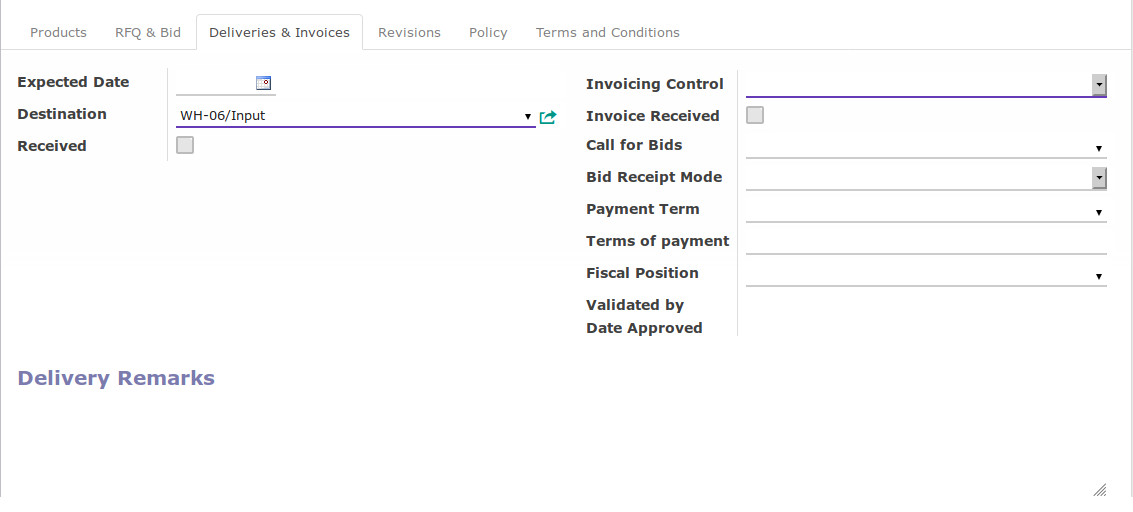 Products RFQ & Bid Deliveries & Invoices Revisions Policy Terms and Conditions
Expected Date
Destination WH-06/Input
Received
Invoicing Control
Invoice Received
Call for Bids
Bid Receipt Mode
Payment Term
Terms of payment
Fiscal Position
Validated by
Date Approved
Delivery Remarks